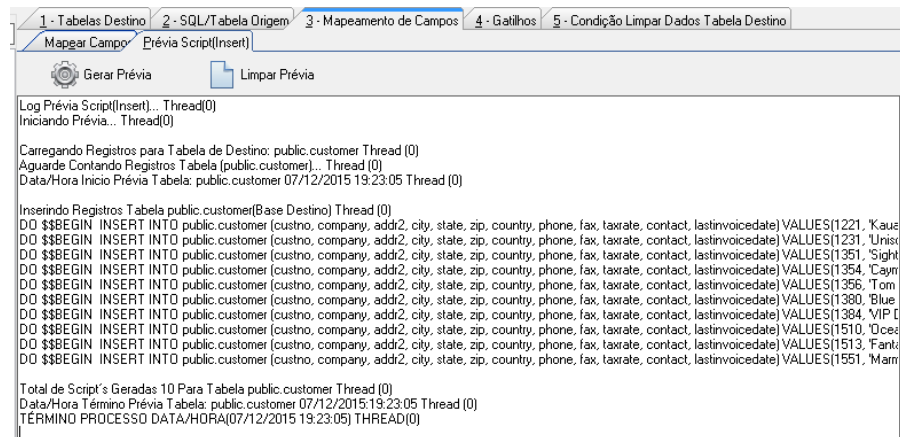 1 - Tabelas Destino 2 - SQL/Tabela Origem 3 - Mapeamento de Campos 4 - Gatilhos 5 - Condição Limpar Dados Tabela Destino
Mapear Campo Prévia Script(Insert)
Gerar Prévia Limpar Prévia
Log Prévia Script(Insert)... Thread(0)
Iniciando Prévia... Thread(0)
Carregando Registros para Tabela de Destino: public.customer Thread (0)
Aguarde Contando Registros Tabela (public.customer)... Thread (0)
Data/Hora Inicio Prévia Tabela: public.customer 07/12/2015 19:23:05 Thread (0)
Inserindo Registros Tabela public.customer(Base Destino) Thread (0)
DO $$BEGIN INSERT INTO public.customer (custno, company, addr2, city, state, zip, country, phone, fax, taxrate, contact, lastinvoicedate) VALUES(1221, 'Kaua
DO $$BEGIN INSERT INTO public.customer (custno, company, addr2, city, state, zip, country, phone, fax, taxrate, contact, lastinvoicedate) VALUES(1231, 'Unisc
DO $$BEGIN INSERT INTO public.customer (custno, company, addr2, city, state, zip, country, phone, fax, taxrate, contact, lastinvoicedate) VALUES(1351, 'Sight
DO $$BEGIN INSERT INTO public.customer (custno, company, addr2, city, state, zip, country, phone, fax, taxrate, contact, lastinvoicedate) VALUES(1354, 'Caym
DO $$BEGIN INSERT INTO public.customer (custno, company, addr2, city, state, zip, country, phone, fax, taxrate, contact, lastinvoicedate) VALUES(1356, 'Tom
DO $$BEGIN INSERT INTO public.customer (custno, company, addr2, city, state, zip, country, phone, fax, taxrate, contact, lastinvoicedate) VALUES(1380, 'Blue
DO $$BEGIN INSERT INTO public.customer (custno, company, addr2, city, state, zip, country, phone, fax, taxrate, contact, lastinvoicedate) VALUES(1384, 'VIP D
DO $$BEGIN INSERT INTO public.customer (custno, company, addr2, city, state, zip, country, phone, fax, taxrate, contact, lastinvoicedate) VALUES(1510, 'Ocea
DO $$BEGIN INSERT INTO public.customer (custno, company, addr2, city, state, zip, country, phone, fax, taxrate, contact, lastinvoicedate) VALUES(1513, 'Fanta
DO $$BEGIN INSERT INTO public.customer (custno, company, addr2, city, state, zip, country, phone, fax, taxrate, contact, lastinvoicedate) VALUES(1551, 'Marm
Total de Script´s Geradas 10 Para Tabela public.customer Thread (0)
Data/Hora Término Prévia Tabela: public.customer 07/12/2015:19:23:05 Thread (0)
TÉRMINO PROCESSO DATA/HORA(07/12/2015 19:23:05) THREAD(0)